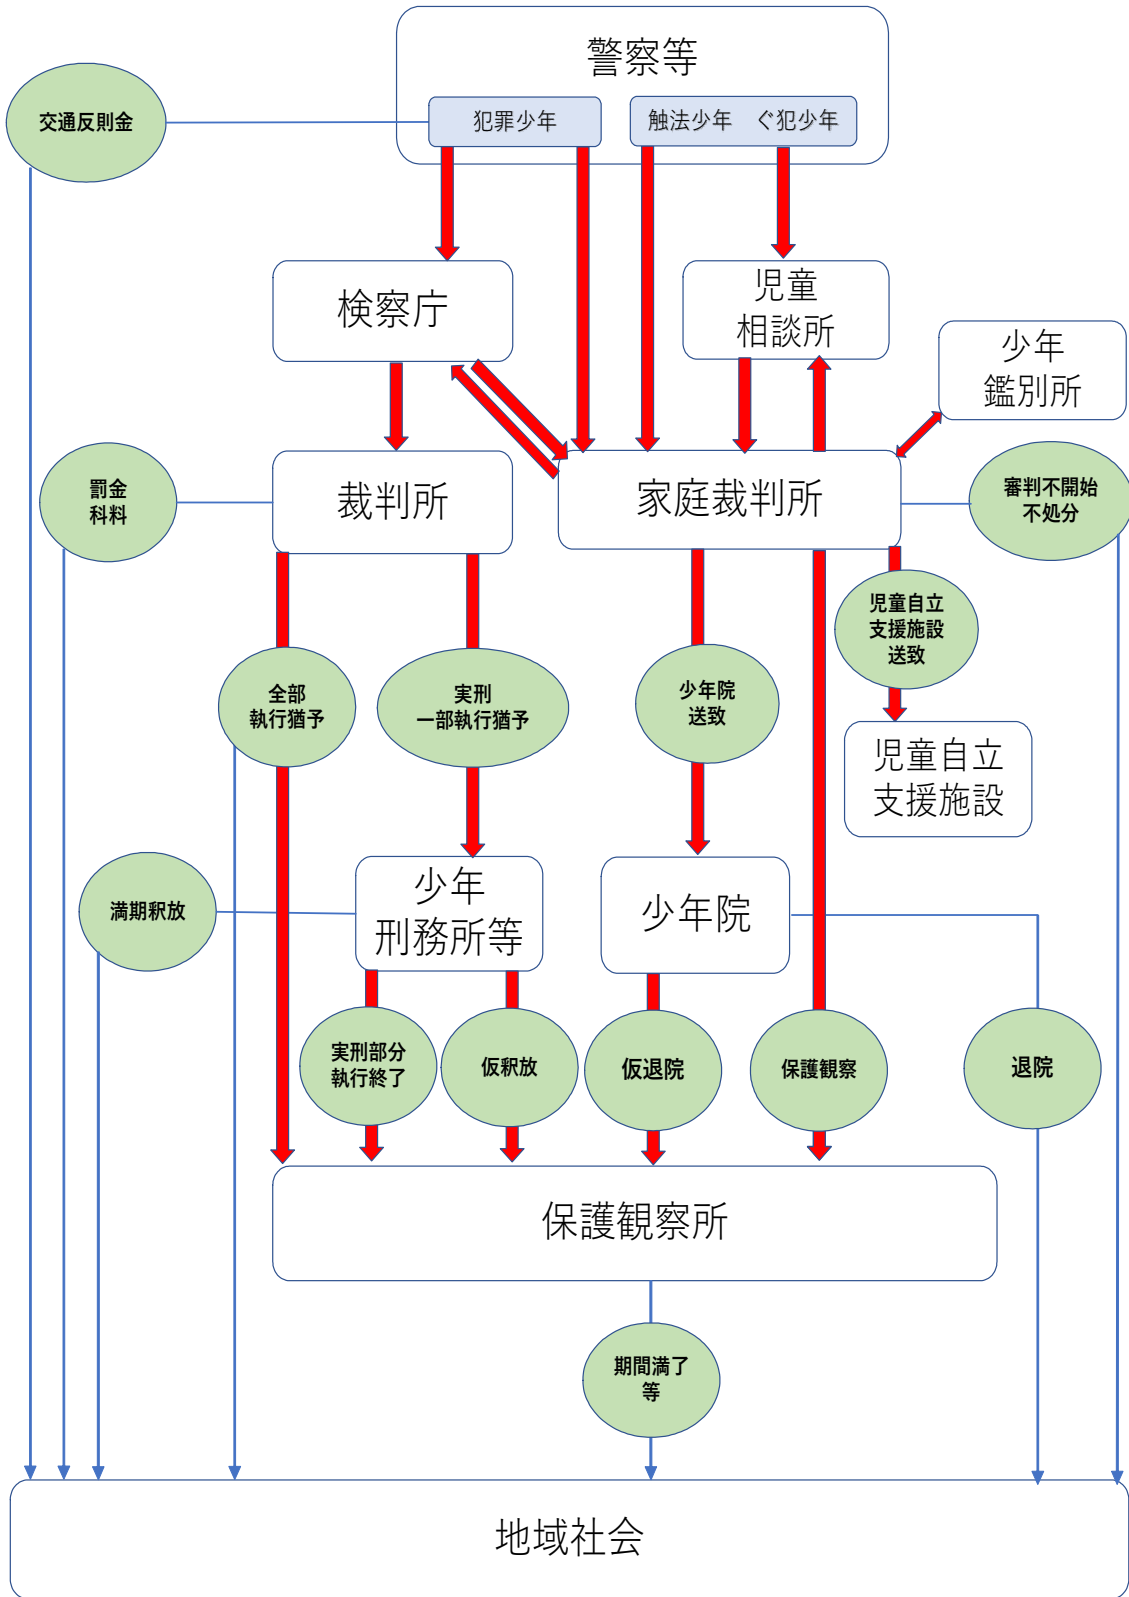 警察等
交通反則金
犯罪少年
触法少年　ぐ犯少年
検察庁
児童
相談所
少年
鑑別所
罰金
科料
裁判所
家庭裁判所
審判不開始
不処分
児童自立
支援施設
送致
全部
執行猶予
実刑
一部執行猶予
少年院
送致
児童自立
支援施設
満期釈放
少年
刑務所等
少年院
実刑部分
執行終了
仮釈放
仮退院
保護観察
退院
保護観察所
期間満了
等
地域社会